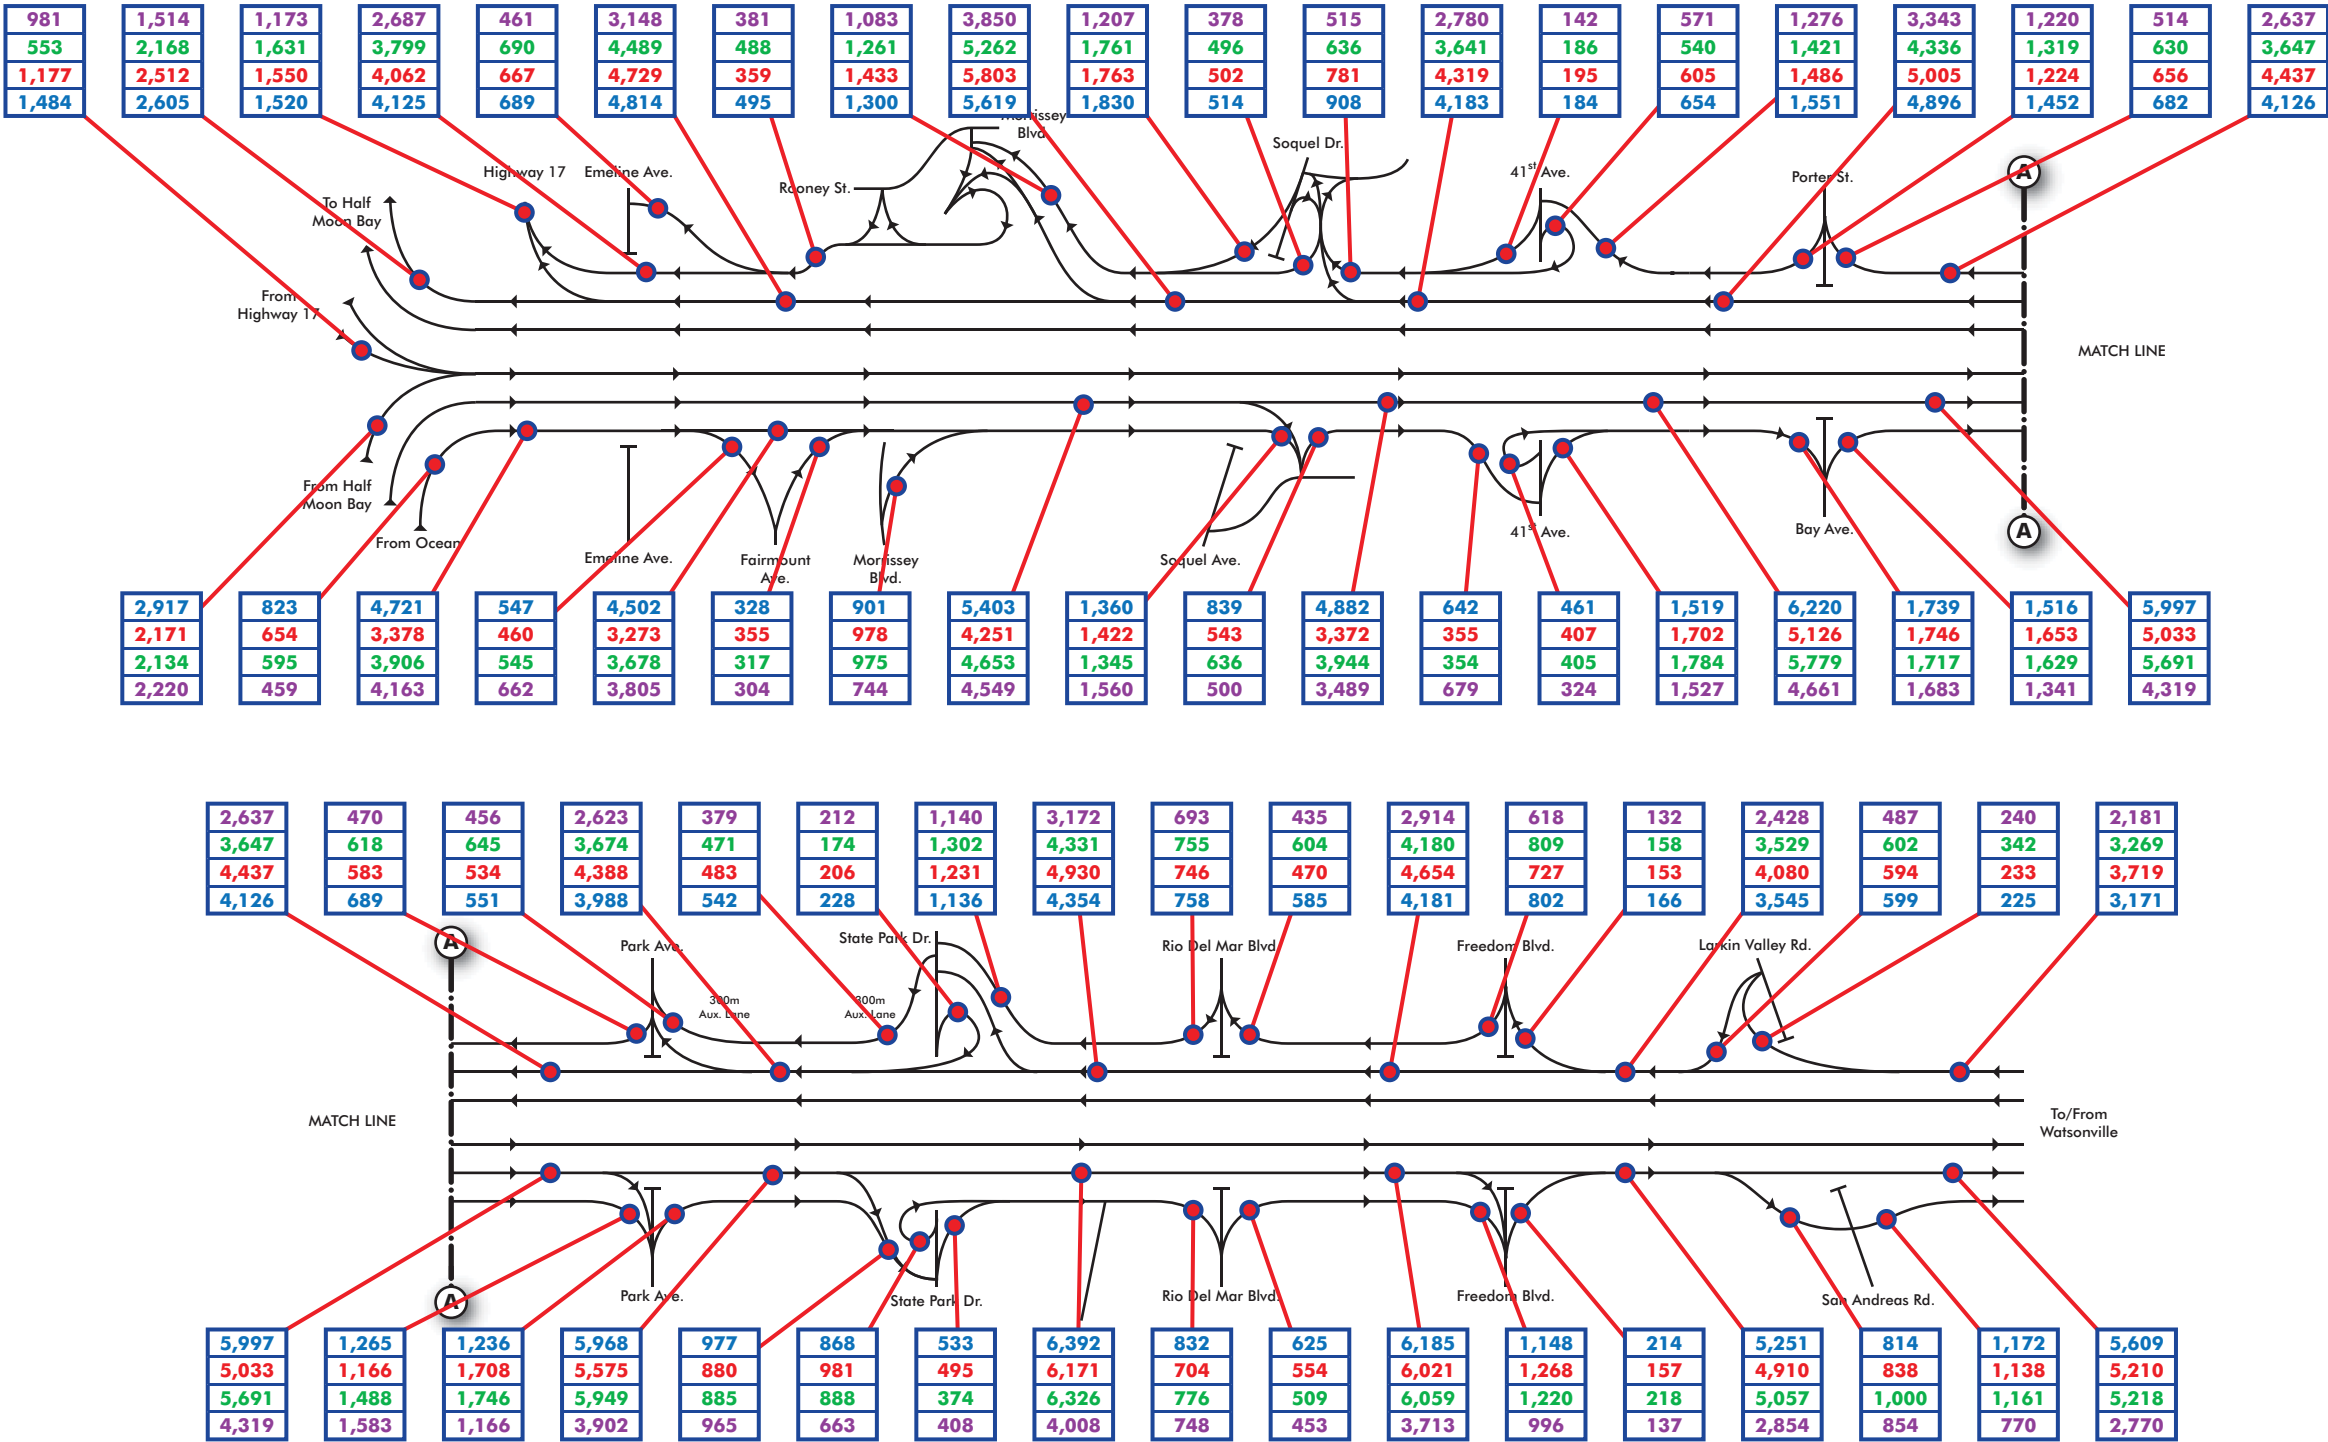 981 1,514 1,173 2,687 461 3,148 381 1,083 3,850 1,207 378 515 2,780 142 571 1,276 3,343 1,220 514 2,637
553 2,168 1,631 3,799 690 4,489 488 1,261 5,262 1,761 496 636 3,641 186 540 1,421 4,336 1,319 630 3,647
1,177 2,512 1,550 4,062 667 4,729 359 1,433 5,803 1,763 502 781 4,319 195 605 1,486 5,005 1,224 656 4,437
1,484 2,605 1,520 4,125 689 4,814 495 1,300 5,619 1,830 514 908 4,183 184 654 1,551 4,896 1,452 682 4,126
Morrissey
Blvd.
Soquel Dr.
Highway 17
Emeline Ave.
41st Ave.
Porter St.
A
Rooney St.
To Half
Moon Bay
From
Highway 17
MATCH LINE
From Half
Moon Bay
From Ocean
Emeline Ave.
Fairmount
Ave.
Morrissey
Blvd.
Soquel Ave.
41st Ave.
Bay Ave.
A
2,917 823 4,721 547 4,502 328 901 5,403 1,360 839 4,882 642 461 1,519 6,220 1,739 1,516 5,997
2,171 654 3,378 460 3,273 355 978 4,251 1,422 543 3,372 355 407 1,702 5,126 1,746 1,653 5,033
2,134 595 3,906 545 3,678 317 975 4,653 1,345 636 3,944 354 405 1,784 5,779 1,717 1,629 5,691
2,220 459 4,163 662 3,805 304 744 4,549 1,560 500 3,489 679 324 1,527 4,661 1,683 1,341 4,319
2,637 470 456 2,623 379 212 1,140 3,172 693 435 2,914 618 132 2,428 487 240 2,181
3,647 618 645 3,674 471 174 1,302 4,331 755 604 4,180 809 158 3,529 602 342 3,269
4,437 583 534 4,388 483 206 1,231 4,930 746 470 4,654 727 153 4,080 594 233 3,719
4,126 689 551 3,988 542 228 1,136 4,354 758 585 4,181 802 166 3,545 599 225 3,171
A
Park Ave.
State Park Dr.
Rio Del Mar Blvd.
Freedom Blvd.
Larkin Valley Rd.
300m
Aux. Lane
300m
Aux. Lane
MATCH LINE
To/From
Watsonville
A
Park Ave.
State Park Dr.
Rio Del Mar Blvd.
Freedom Blvd.
San Andreas Rd.
5,997 1,265 1,236 5,968 977 868 533 6,392 832 625 6,185 1,148 214 5,251 814 1,172 5,609
5,033 1,166 1,708 5,575 880 981 495 6,171 704 554 6,021 1,268 157 4,910 838 1,138 5,210
5,691 1,488 1,746 5,949 885 888 374 6,326 776 509 6,059 1,220 218 5,057 1,000 1,161 5,218
4,319 1,583 1,166 3,902 965 663 408 4,008 748 453 3,713 996 137 2,854 854 770 2,770